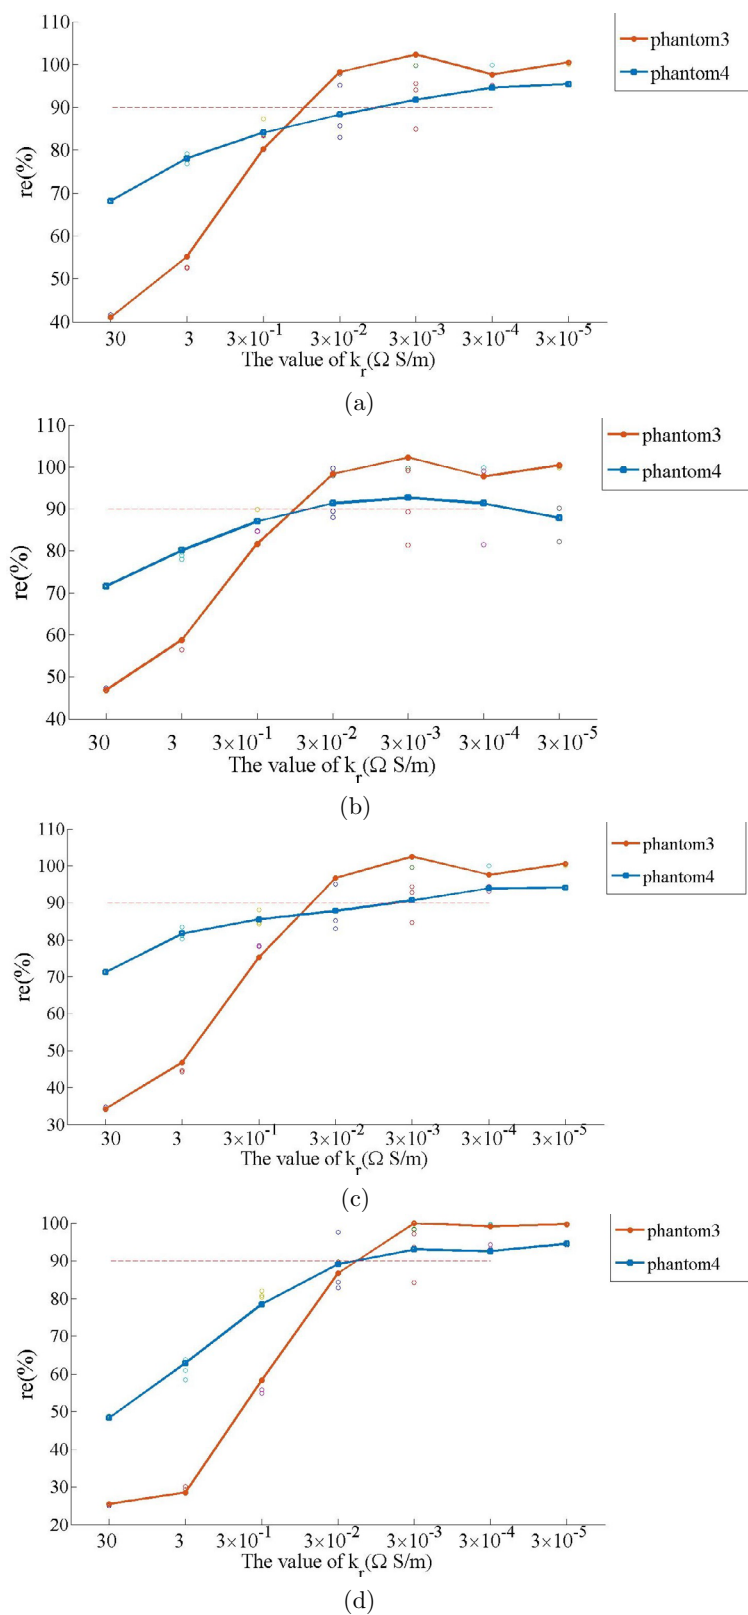 110
100
90
80
70
60
50
40
re(%)
30 3 3×10-1 3×10-2 3×10-3 3×10-4 3×10-5
The value of kr(Ω S/m)
phantom3
phantom4
(a)
110
100
90
80
70
60
50
40
re(%)
30 3 3×10-1 3×10-2 3×10-3 3×10-4 3×10-5
The value of kr(Ω S/m)
phantom3
phantom4
(b)
110
100
90
80
70
60
50
40
30
re(%)
30 3 3×10-1 3×10-2 3×10-3 3×10-4 3×10-5
The value of kr(Ω S/m)
phantom3
phantom4
(c)
100
90
80
70
60
50
40
30
20
re(%)
30 3 3×10-1 3×10-2 3×10-3 3×10-4 3×10-5
The value of kr(Ω S/m)
phantom3
phantom4
(d)